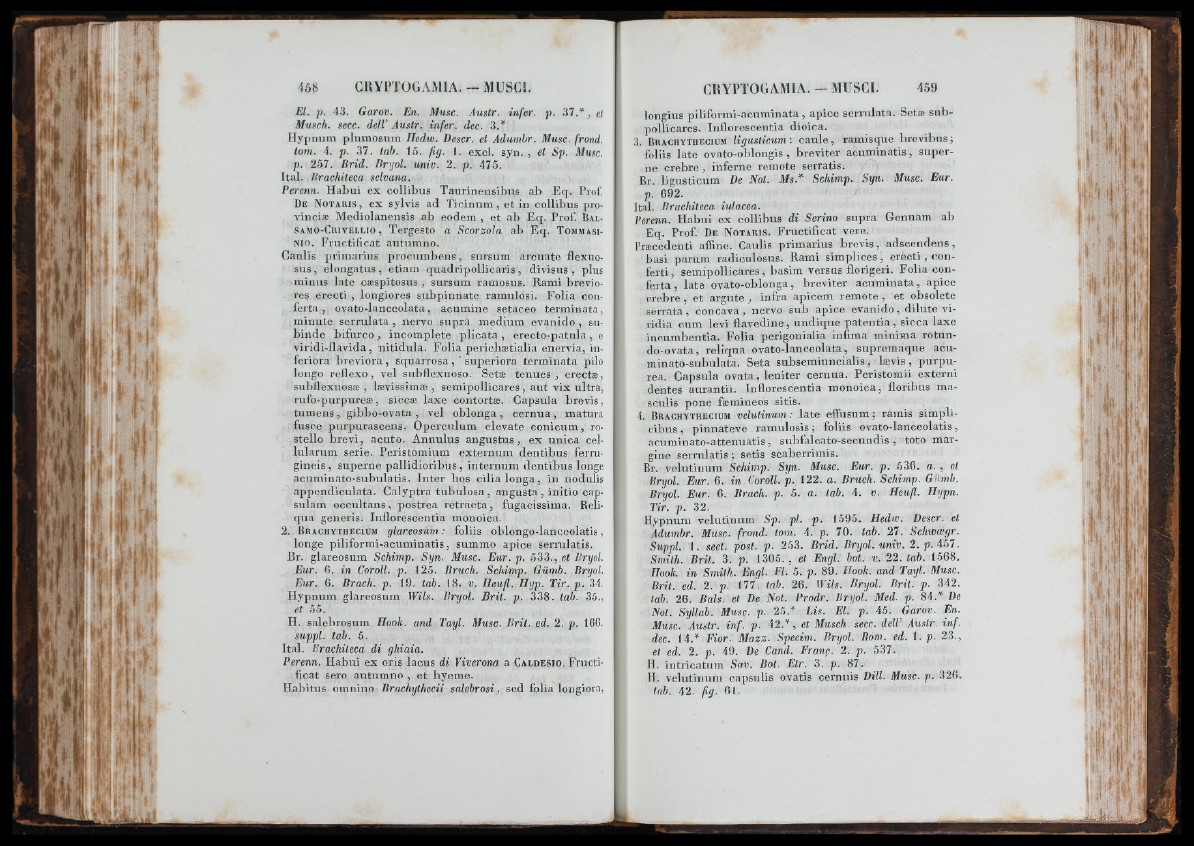 458 CRYPTOGAMIA. — MUSCI.
El. p. 43. Garov. En. Musc. Austr. infer. p. 37.*, et
Musch. secc. dell' Austr. infer. dec. 3.*
Hypnum plumosum Hedw. Descr. et Adumbr. Musc. frond.
tom. 4. p. 37. tab. 15. fig. 1. excl. syn., et Sp. Musc.
p. 257. Brid. Bryol. univ. 2. p. 475.
Ital. Brachiteca selvana.
Perenn. Habui ex collibus Taurinensibus ab Eq. Prof.
De Notaris, ex sylvis ad Ticinum, et in collibus pro-
vinciæ Mediolanensis ab eodem, et ab Eq. Prof. Bal-
samo-Crivellio, Tergesto a Scorzola ab Eq. Tommasi-
nio. Fructificat autumno.
Caulis primarius procumbens, sursum arcuate flexuo-
sus, elongatus, etiam quadripollicaris, divisus, plus
minus late cæspitosus, sursum ramosus. Rami brevio-
res erecti, longiores subpinnate ramulosi. Folia con-
ferta, ovato-lanceolata, acumine setaceo terminata,
minute serrulata, nervo supra medium evanido, su-
binde bifurco, incomplete plicata, erecto-patula, e
viridi-flavida, nitidula. Folia perichætialia enervia, in-
feriora breviora, squarrosa, superiora terminata pilo
longo reflexo, vel subflexuoso. Setæ tenues, erectæ,
subflexuosæ, lævissimæ, semipollicares, aut vix ultra,
rufo-purpureæ, siccæ laxe contortæ. Capsula brevis,
tumens, gibbo-ovata, vel oblonga, cernua, matura
fusce purpurascens. Operculum elevate conicum, ro-
stello brevi, acuto. Annulus angustus, ex unica cel-
lularum serie. Peristomium externum dentibus ferru-
gineis, superne pallidioribus, internum dentibus longe
acuminato-subulatis. Inter hos cilia longa, in nodulis
appendiculata. Calyptra tubulosa, angusta, initio cap-
sulam occultans, postrea retracta, fugacissima. Reli-
qua generis. Inflorescentia monoica.
2. Brachythecium glareosum: foliis oblongo-lanceolatis,
longe piliformi-acuminatis, summo apice serrulatis.
Br. glareosum Schimp. Syn. Musc. Eur. p. 533., et Bryol.
Eur. 6. in Coroll. p. 125. Bruch. Schimp. Gümb. Bryol.
Eur. 6. Brach. p. 19. tab. 18. v. Heufl. Hyp. Tir. p. 34.
Hypnum glareosum Wils. Bryol. Brit. p. 338. tab. 35.,
et 55.
H. salebrosum Hook. and Tayl. Musc. Brit. ed. 2. p. 166.
suppl. tab. 5.
Ital. Brachiteca di ghiaia.
Perenn. Habui ex oris lacus di Viverona a Caldesio. Fructi-
ficat sero autumno, et hyeme.
Habitus omnino Brachythecii salebrosi, sed folia longiora,
CRYPTOGAMIA. — MUSCI. 459
longius piliformi-acuminata, apice serrulata. Setæ sub-
pollicares. Inflorescentia dioica.
3. Brachythecium ligusticum: caule, ramisque brevibus;
foliis late ovato-oblongis, breviter acuminatis, super-
ne crebre, inferne remote serratis.
Br. ligusticum De Not. Ms.* Schimp. Syn. Musc. Eur.
p. 692.
Ital. Brachiteca iulacea.
Perenn. Habui ex collibus di Serino supra Genuam ab
Eq. Prof. De Notaris. Fructificat vere.
Præcedenti affine. Caulis primarius brevis, adscendens,
basi parum radiculosus. Rami simplices, erecti, con-
ferti, semipollicares, basim versus florigeri. Folia con-
ferta, late ovato-oblonga, breviter acuminata, apice
crebre, et argute, infra apicem remote, et obsolete
serrata, concava, nervo sub apice evanido, dilute vi-
ridia cum levi flavedine, undique patentia, sicca laxe
incumbentia. Folia perigonialia infima minima rotun-
do-ovata, reliqua ovato-lanceolata, supremaque acu-
minato-subulata. Seta subsemiuncialis, lævis, purpu-
rea. Capsula ovata, leniter cernua. Peristomii externi
dentes aurantii. Inflorescentia monoica, floribus ma-
sculis pone fæmineos sitis.
4. Brachythecium velutinum: late effusum; ramis simpli-
cibus, pinnateve ramulosis; foliis ovato-lanceolatis,
acuminato-attenuatis, subfalcato-secundis, toto mar-
gine serrulatis; setis scaberrimis.
Br. velutinum Schimp. Syn. Musc. Eur. p. 536. a., et
Bryol. Eur. 6. in Coroll. p. 122. a. Bruch. Schimp. Gümb.
Bryol. Eur. 6. Brach. p. 5. a. tab. 4. v. Heufl. Hypn.
Tir. p. 32.
Hypnum velutinum Sp. pl. p. 1595. Hedw. Descr. et
Adumbr. Musc. frond. tom. 4. p. 70. tab. 27. Schwægr.
Suppl. 1. sect. post. p. 253. Brid. Bryol. univ. 2. p. 457.
Smith. Brit. 3. p. 1305., et Engl. bot. v. 22. tab. 1568.
Hook. in Smith. Engl. Fl. 5. p. 89. Hook. and Tayl. Musc.
Brit. ed. 2. p. 177. tab. 26. Wils. Bryol. Brit. p. 342.
tab. 26. Bals. et De Not. Prodr. Bryol. Med. p. 84.* De
Not. Syllab. Musc. p. 25.* Lis. El. p. 45. Garov. En.
Musc. Austr. inf. p. 42.*, et Musch. secc. dell' Austr. inf.
dec. 14.* Fior. Mazz. Specim. Bryol. Rom. ed. 1. p. 23.,
et ed. 2. p. 49. De Cand. Franç. 2. p. 537.
H. intricatum Sav. Bot. Etr. 3. p. 87.
H. velutinum capsulis ovatis cernuis Dill. Musc. p. 326.
tab. 42. fig. 61.